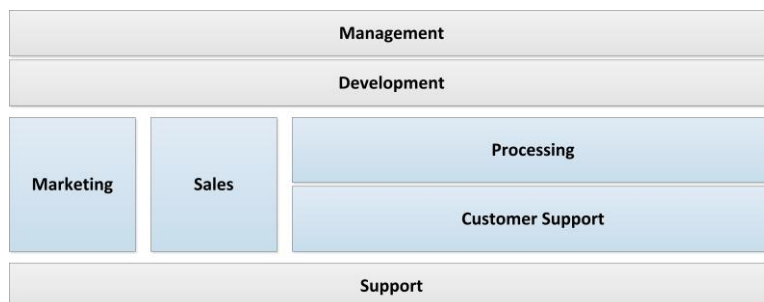 Management
Development
Marketing
Sales
Processing
Customer Support
Support